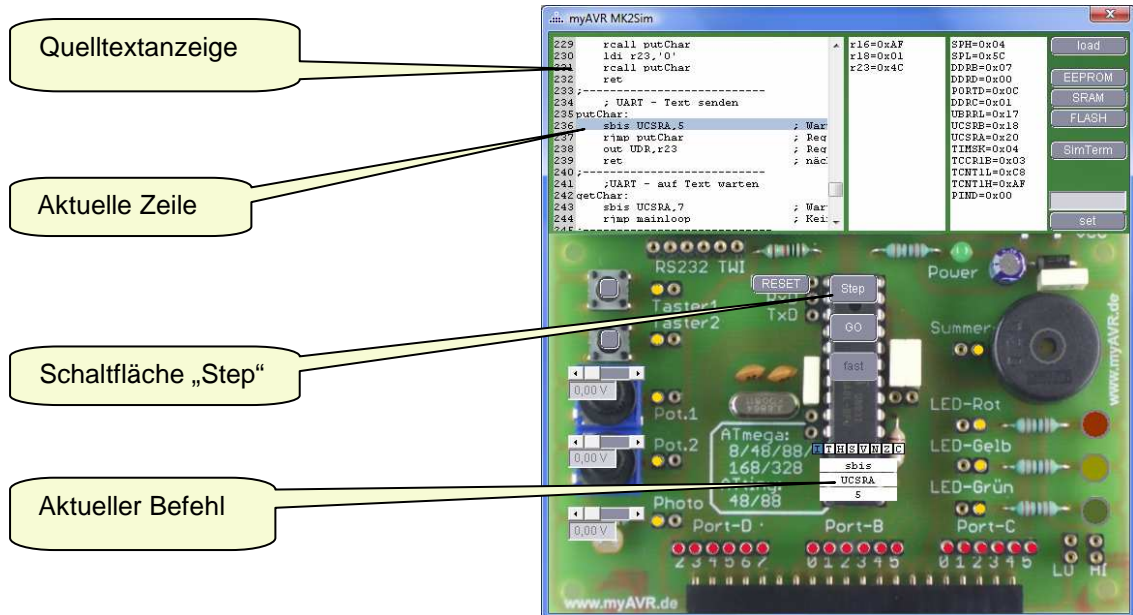 Quelltextanzeige
Aktuelle Zeile
Schaltfläche „Step“
Aktueller Befehl
myAVR MK2Sim
229 rcall putChar
230 ldi r23,'0'
231 rcall putChar
232 ret
233 ;---------------------------
234 ; UART - Text senden
235 putChar:
236 sbis UCSRA,5 ; War
237 rjmp putChar ; Reg
238 out UDR,r23 ; Reg
239 ret ; näc
240 ;---------------------------
241 ;UART - auf Text warten
242 getChar:
243 sbis UCSRA,7 ; War
244 rjmp mainloop ; Kei
245 ;---------------------------
r16=0xAF
r18=0x01
r23=0x4C
SPH=0x04
SPL=0x5C
DDRB=0x07
DDRD=0x00
PORTD=0x0C
DDRC=0x01
UBRRL=0x17
UCSRB=0x18
UCSRA=0x20
TIMSK=0x04
TCCR1B=0x03
TCNT1L=0xC8
TCNT1H=0xAF
PIND=0x00
load
EEPROM
SRAM
FLASH
SimTerm
set
RS232 TWI
Power
RESET
Step
RxD
TxD
Taster1
Taster2
GO
fast
Summer
www.myAVR.de
0,00 V
Pot.1
0,00 V
Pot.2
0,00 V
Photo
ATmega:
8/48/88/
168/328
ATtiny:
48/88
I T H S V N Z C
sbis
UCSRA
5
LED-Rot
LED-Gelb
LED-Grün
Port-D
Port-B
Port-C
2 3 4 5 6 7
0 1 2 3 4 5
0 1 2 3 4 5
www.myAVR.de